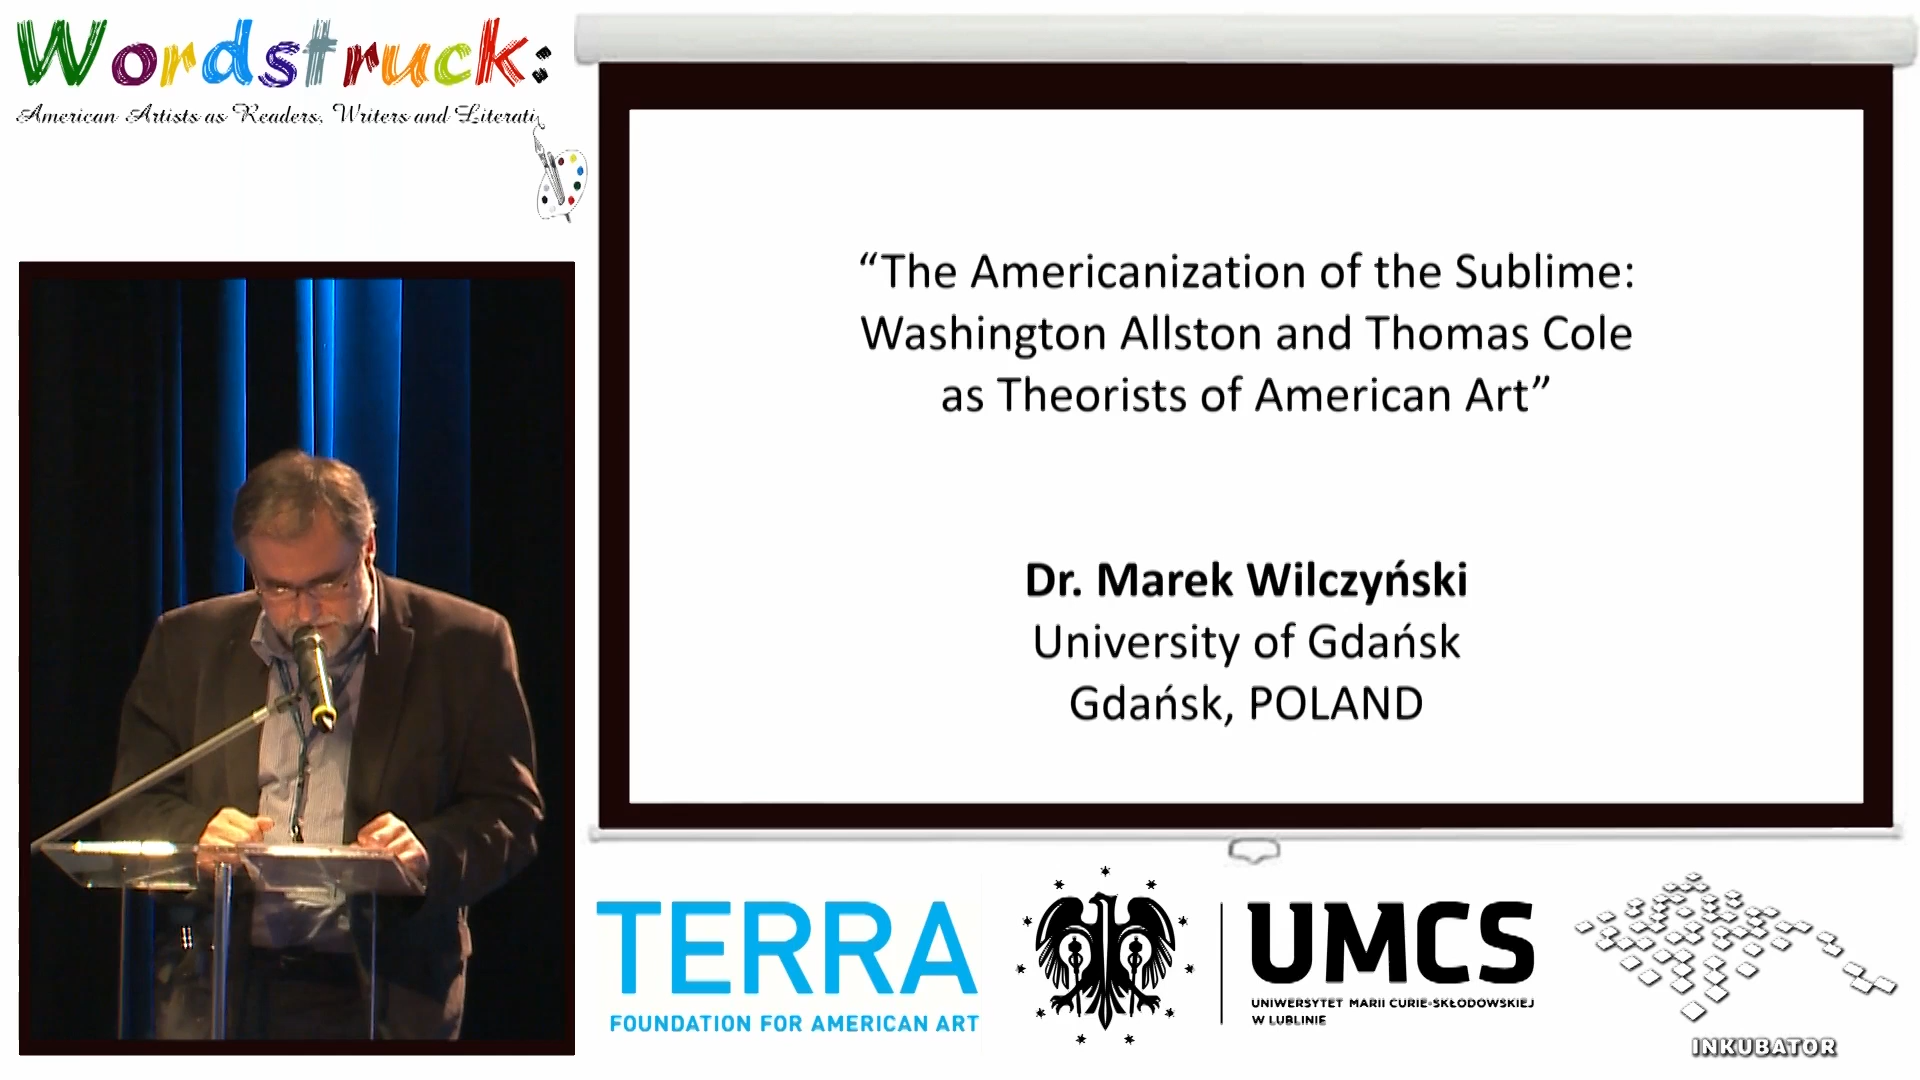 Wordstruck:
American Artists as Readers, Writers and Literati
“The Americanization of the Sublime:
Washington Allston and Thomas Cole
as Theorists of American Art”
Dr. Marek Wilczyński
University of Gdańsk
Gdańsk, POLAND
TERRA
FOUNDATION FOR AMERICAN ART
UMCS
UNIWERSYTET MARII CURIE-SKŁODOWSKIEJ
W LUBLINIE
INKUBATOR